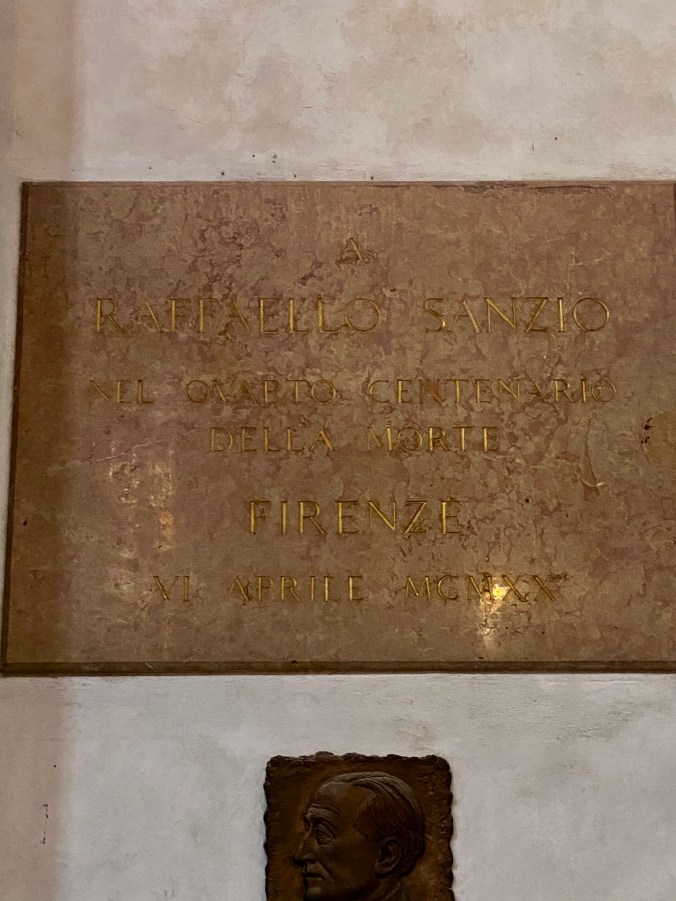 A
RAFFAELLO SANZIO
NEL QVARTO CENTENARIO
DELLA MORTE
FIRENZE
VI APRILE MCMXX